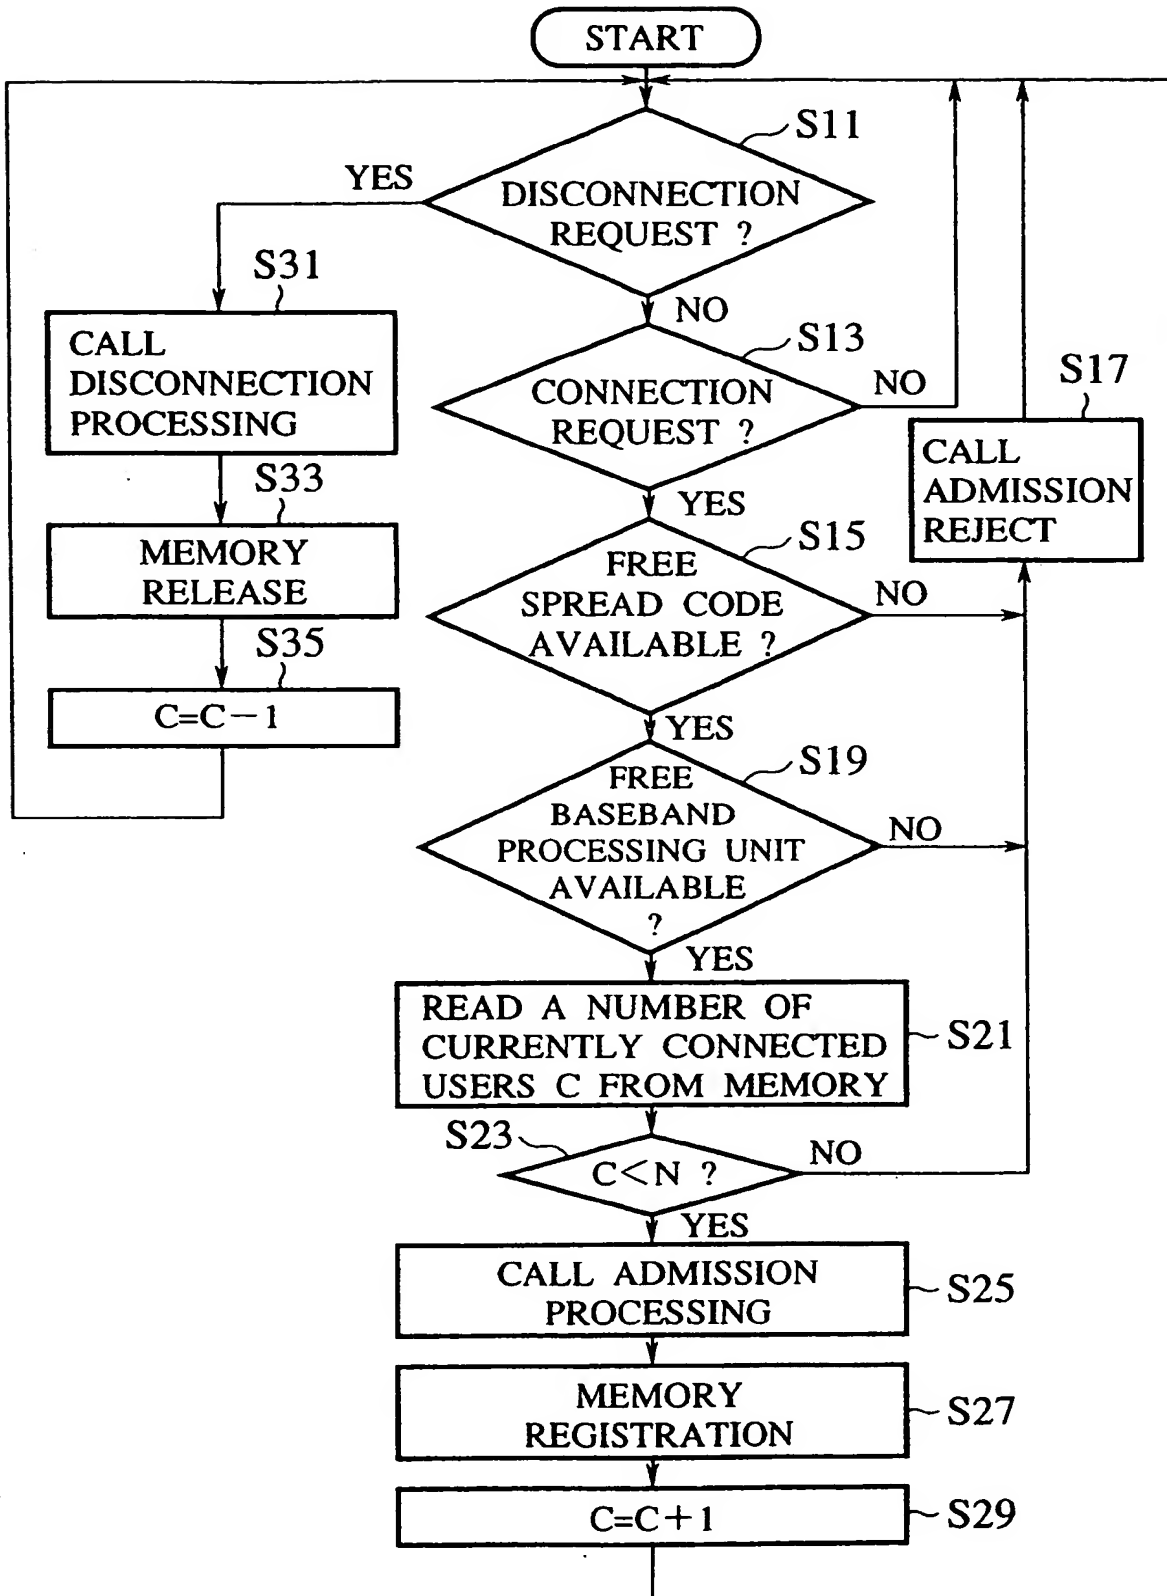 START
S11
YES
DISCONNECTION
REQUEST ?
NO
S31
CALL
DISCONNECTION
PROCESSING
S13
CONNECTION
REQUEST ?
NO
S17
CALL
ADMISSION
REJECT
YES
S33
MEMORY
RELEASE
S15
FREE
SPREAD CODE
AVAILABLE ?
NO
S35
C=C−1
YES
S19
FREE
BASEBAND
PROCESSING UNIT
AVAILABLE
?
NO
YES
READ A NUMBER OF
CURRENTLY CONNECTED
USERS C FROM MEMORY
S21
S23
C<N ?
NO
YES
CALL ADMISSION
PROCESSING
S25
MEMORY
REGISTRATION
S27
C=C+1
S29